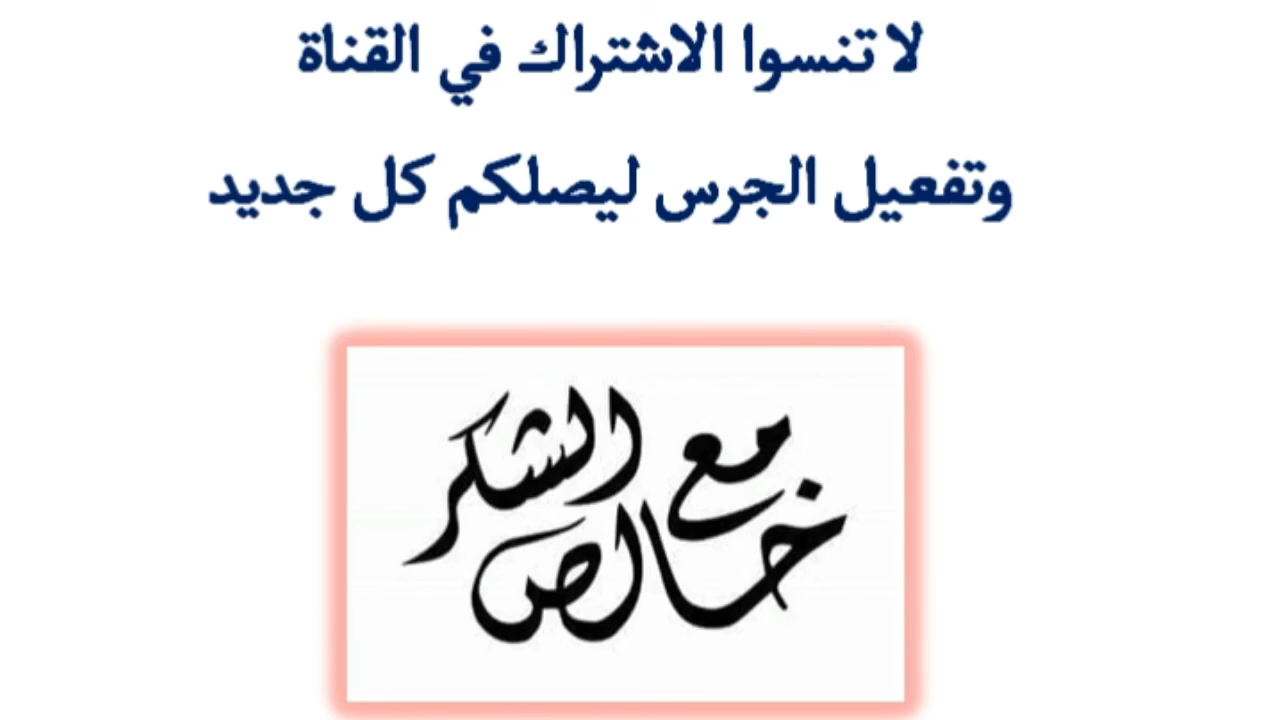 لا تنسوا الاشتراك في القناة
وتفعيل الجرس ليصلكم كل جديد
مع خالص الشكر